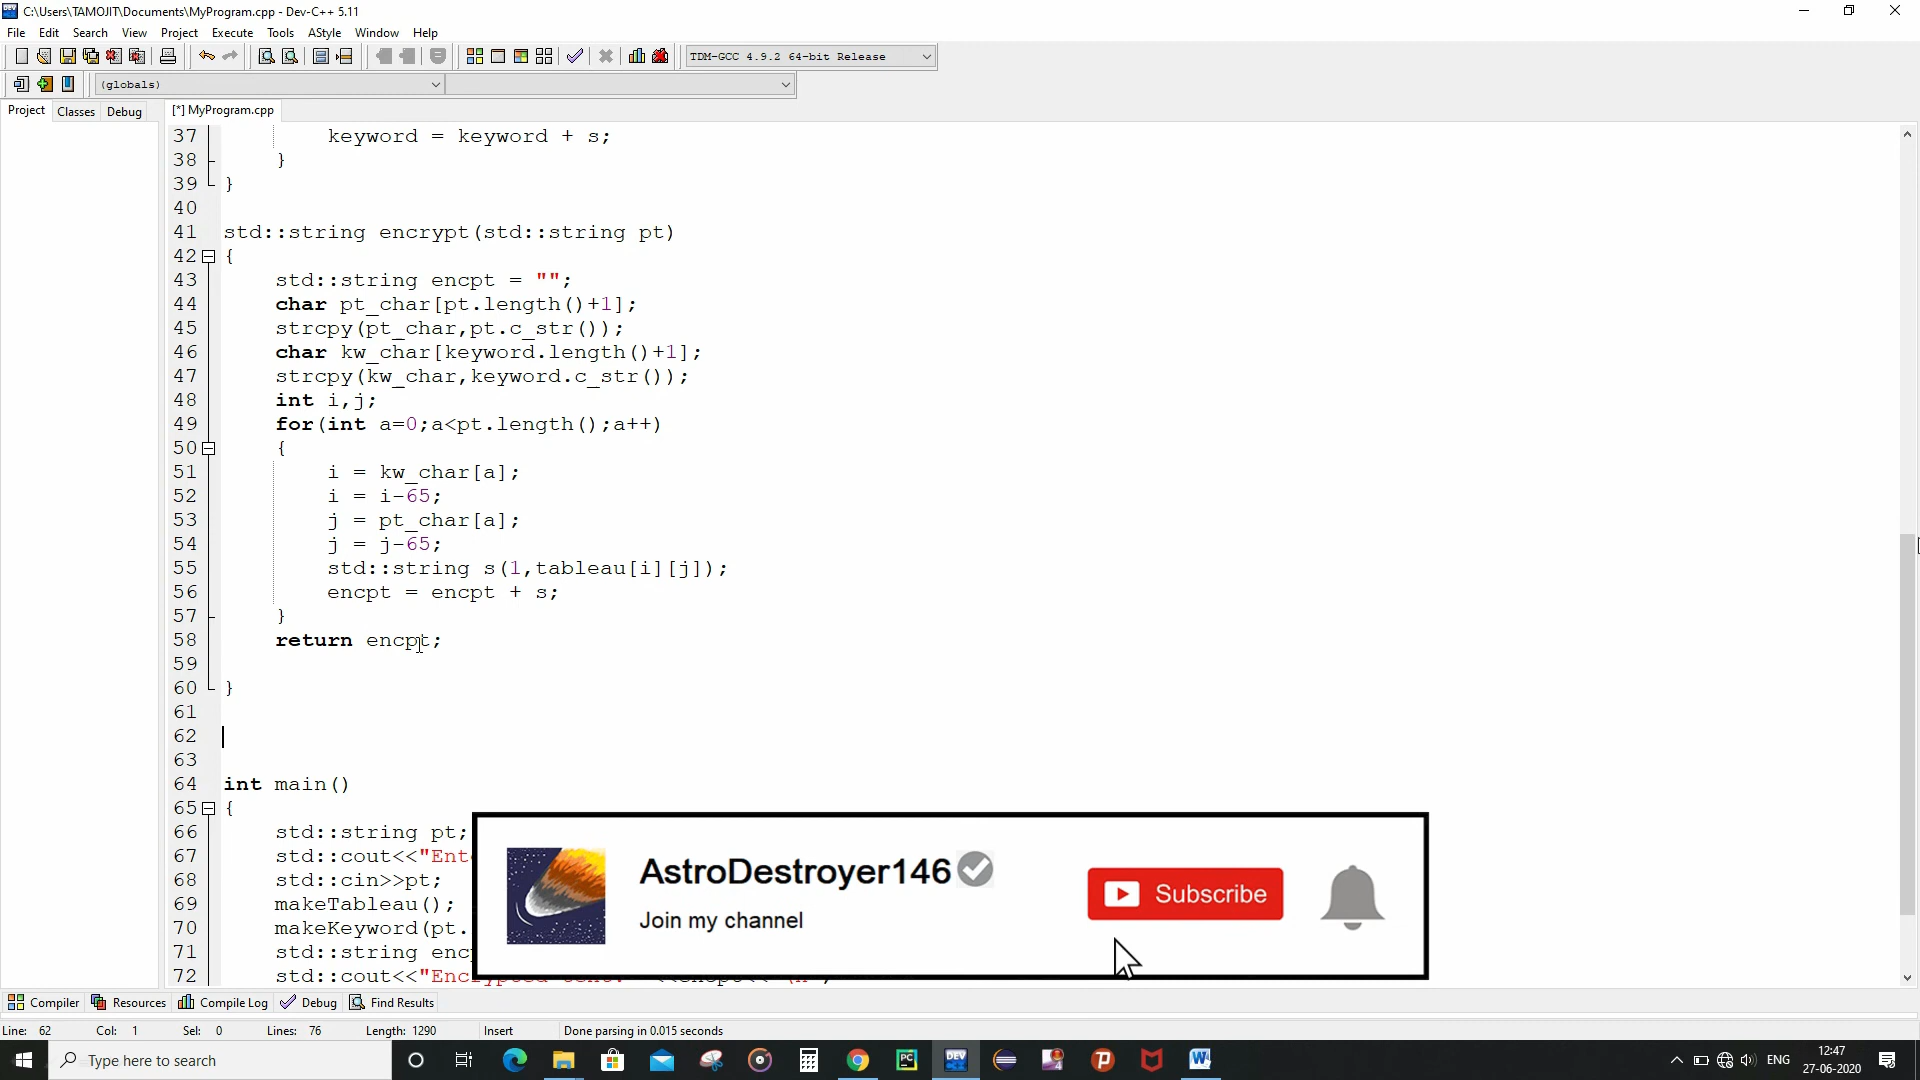 C:\Users\TAMOJIT\Documents\MyProgram.cpp - Dev-C++ 5.11
File Edit Search View Project Execute Tools AStyle Window Help
TDM-GCC 4.9.2 64-bit Release
(globals)
Project Classes Debug [*] MyProgram.cpp
37 keyword = keyword + s;
38 }
39 }
40
41 std::string encrypt(std::string pt)
42 {
43 std::string encpt = "";
44 char pt_char[pt.length()+1];
45 strcpy(pt_char,pt.c_str());
46 char kw_char[keyword.length()+1];
47 strcpy(kw_char,keyword.c_str());
48 int i,j;
49 for(int a=0;a<pt.length();a++)
50 {
51 i = kw_char[a];
52 i = i-65;
53 j = pt_char[a];
54 j = j-65;
55 std::string s(1,tableau[i][j]);
56 encpt = encpt + s;
57 }
58 return encpt;
59
60 }
61
62
63
64 int main()
65 {
66 std::string pt;
67 std::cout<<"Ent
68 std::cin>>pt;
69 makeTableau();
70 makeKeyword(pt.
71 std::string enc
72 std::cout<<"Enc
AstroDestroyer146
Join my channel
Subscribe
Compiler Resources Compile Log Debug Find Results
Line: 62 Col: 1 Sel: 0 Lines: 76 Length: 1290 Insert Done parsing in 0.015 seconds
Type here to search
ENG
12:47
27-06-2020